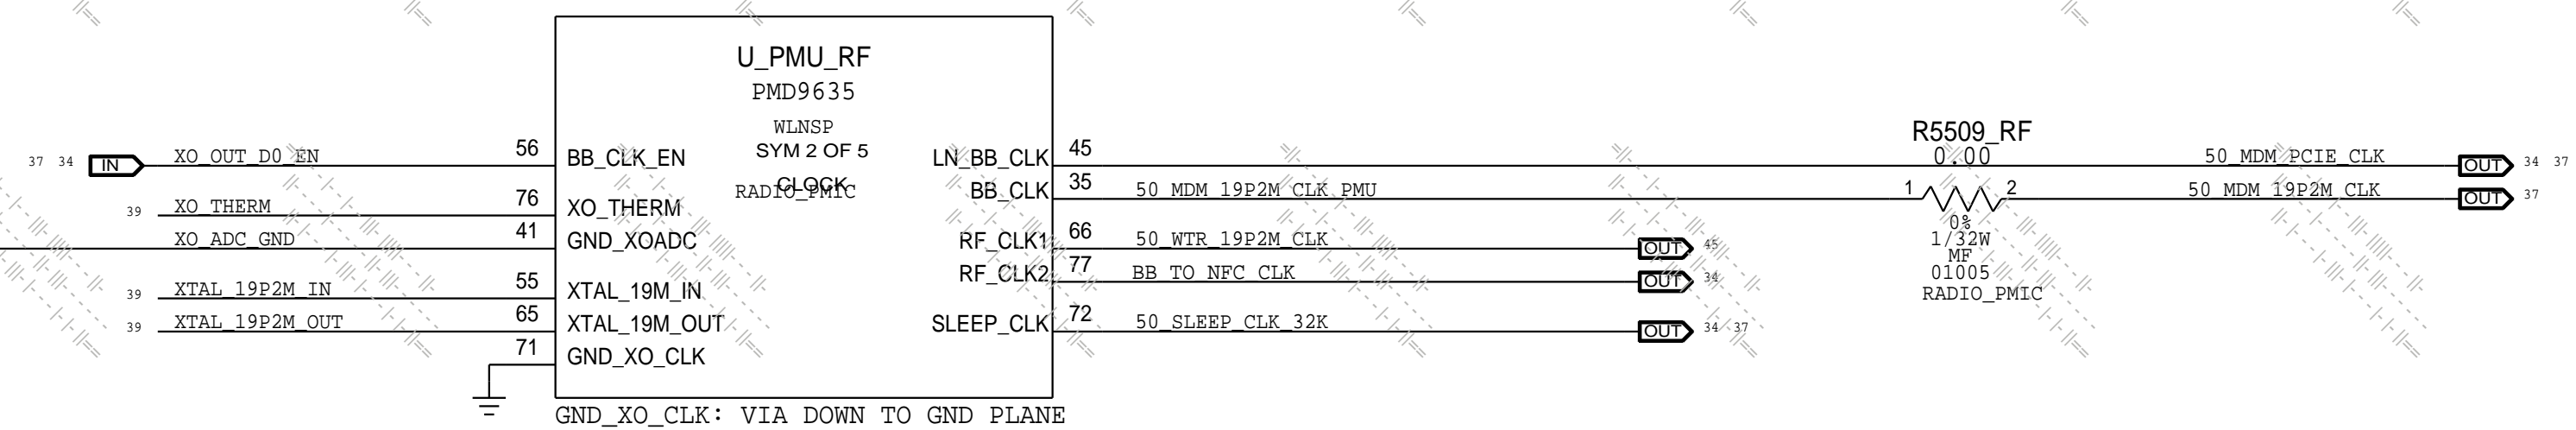 U_PMU_RF
PMD9635
WLNSP
SYM 2 OF 5
CLOCK
RADIO_PMIC
37 34 IN XO_OUT_D0_EN 56 BB_CLK_EN
39 XO_THERM 76 XO_THERM
XO_ADC_GND 41 GND_XOADC
39 XTAL_19P2M_IN 55 XTAL_19M_IN
39 XTAL_19P2M_OUT 65 XTAL_19M_OUT
71 GND_XO_CLK
LN_BB_CLK 45 50_MDM_PCIE_CLK OUT 34 37
BB_CLK 35 50_MDM_19P2M_CLK_PMU 1 2 50_MDM_19P2M_CLK OUT 37
RF_CLK1 66 50_WTR_19P2M_CLK OUT 45
RF_CLK2 77 BB_TO_NFC_CLK OUT 34
SLEEP_CLK 72 50_SLEEP_CLK_32K OUT 34 37
R5509_RF
0.00
0%
1/32W
MF
01005
RADIO_PMIC
GND_XO_CLK: VIA DOWN TO GND PLANE